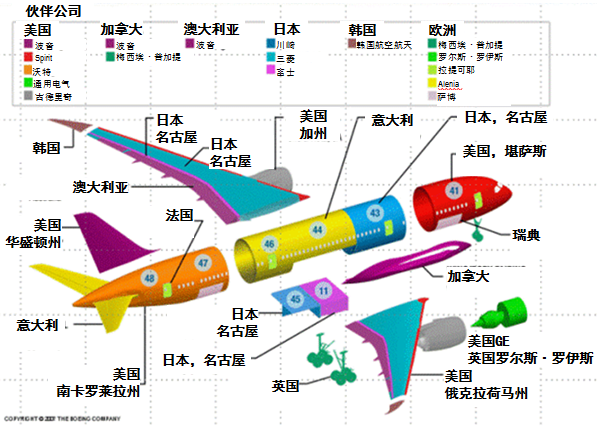 伙伴公司
美国
波音
Spirit
沃特
通用电气
古德里奇
加拿大
波音
梅西埃·普加提
澳大利亚
波音
日本
川崎
三菱
富士
韩国
韩国航空航天
欧洲
梅西埃·普加提
罗尔斯·罗伊斯
拉提可耶
Alenia
萨博
韩国
日本
名古屋
日本
名古屋
澳大利亚
美国
加州
意大利
日本，名古屋
美国，堪萨斯
41
43
44
46
瑞典
美国
华盛顿州
法国
47
48
意大利
美国
南卡罗莱拉州
45
11
日本
名古屋
日本，名古屋
加拿大
英国
美国GE
英国罗尔斯·罗伊斯
美国
俄克拉荷马州
COPYRIGHT © 2007 THE BOEING COMPANY